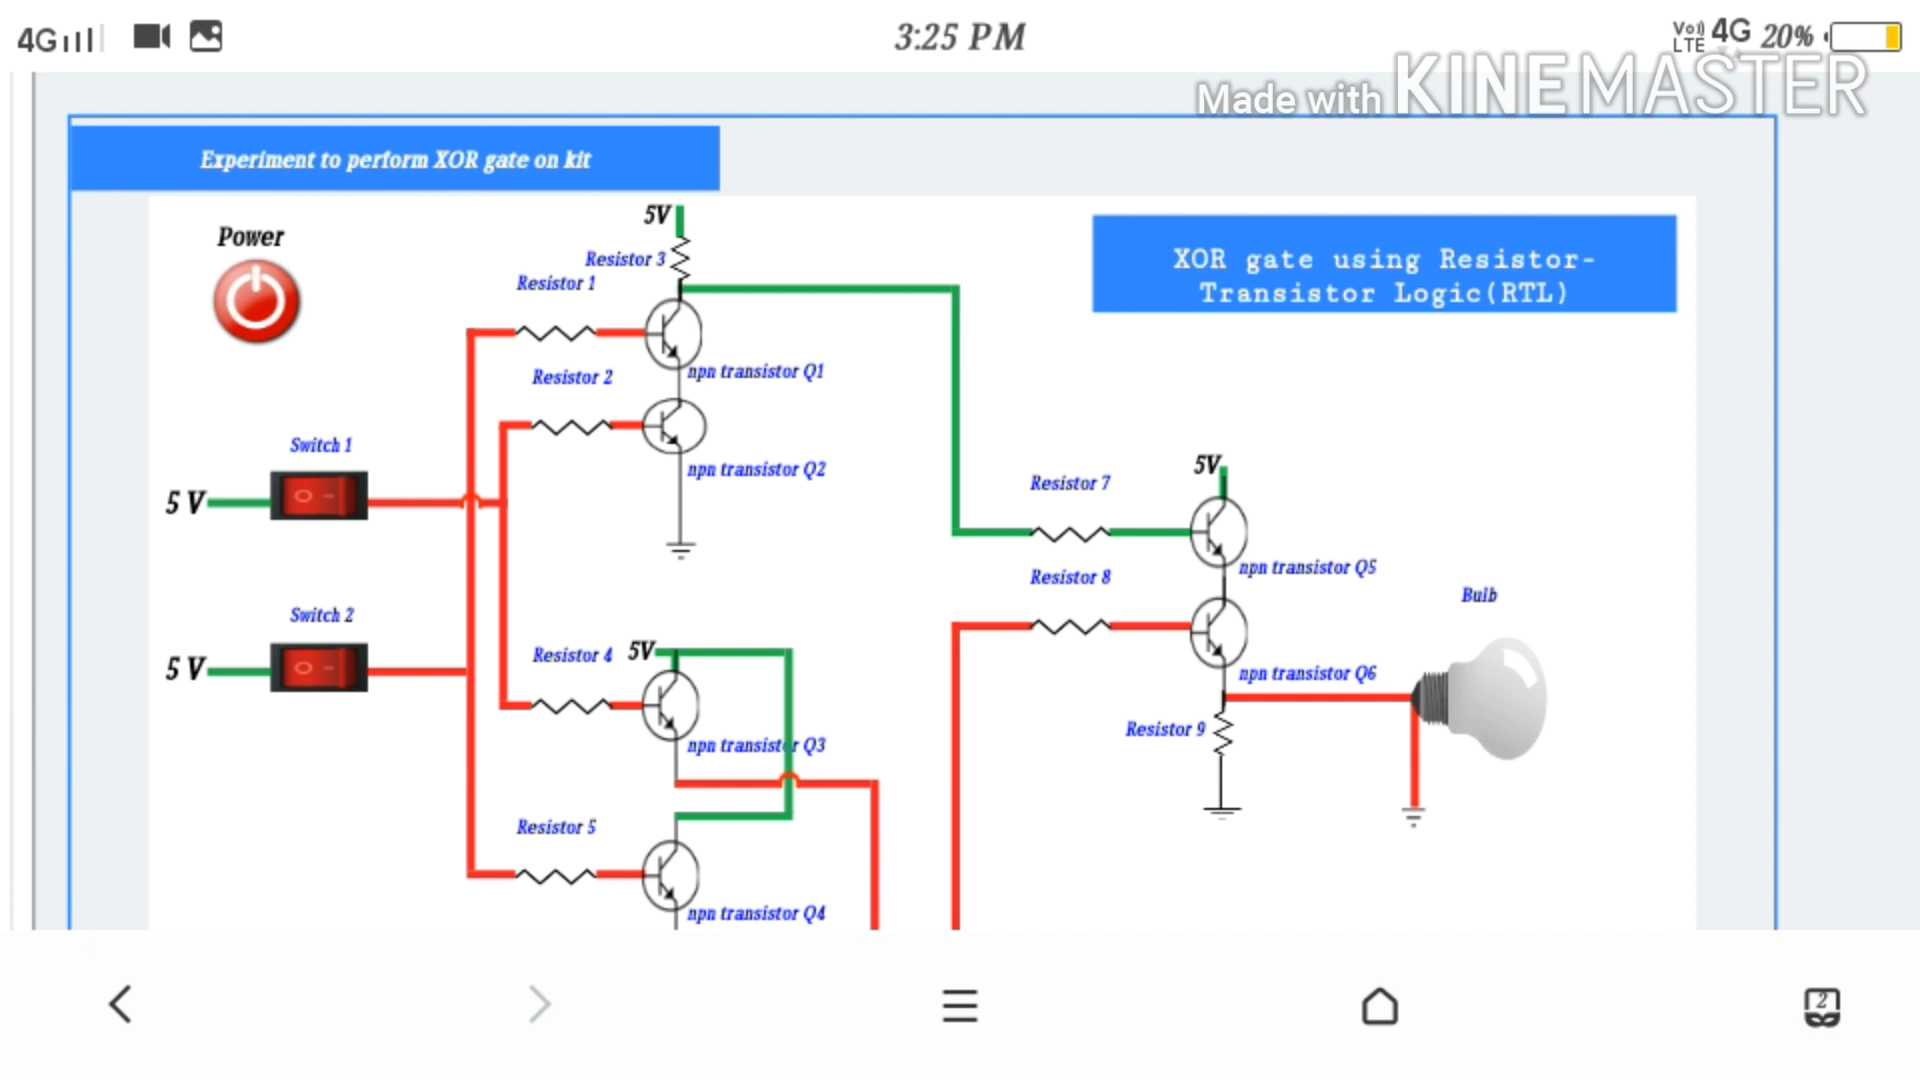 4G
3:25 PM
Vo) LTE 4G 20%
Made with KINEMASTER
Experiment to perform XOR gate on kit
Power
5V
Resistor 3
Resistor 1
XOR gate using Resistor-
Transistor Logic(RTL)
npn transistor Q1
Resistor 2
Switch 1
5 V
npn transistor Q2
5V
Resistor 7
npn transistor Q5
Resistor 8
Bulb
Switch 2
5 V
Resistor 4
5V
npn transistor Q6
Resistor 9
npn transistor Q3
Resistor 5
npn transistor Q4
2